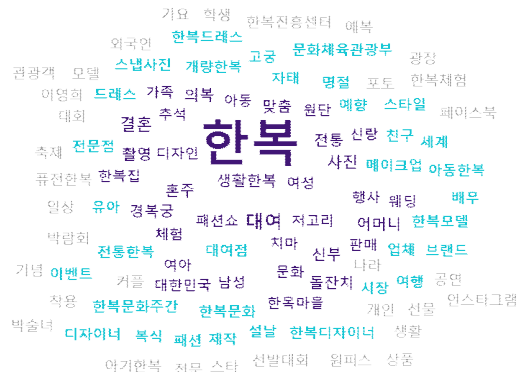 가요 학생 한복진흥센터 예복
외국인 한복드레스 고궁 문화체육관광부 광장
관광객 모델 스냅사진 개량한복 자태 명절 포토 한복체험
이영희 드레스 가족 의복 아동 맞춤 원단 예향 스타일 페이스북
대회 결혼 추석 한복 전통 신랑 친구 세계
축제 전문점 촬영 디자인 사진 메이크업 아동한복
퓨전한복 한복집 혼주 생활한복 여성 행사 웨딩 배우
일상 유아 경복궁 패션쇼 대여 저고리 어머니 한복모델
박람회 전통한복 체험 대여점 치마 신부 판매 업체 브랜드
기념 이벤트 커플 여아 대한민국 남성 문화 돌잔치 나라 시장 여행 공연
착용 한복문화주간 한복문화 한옥마을 개인 선물 인스타그램
박술녀 디자이너 복식 패션 제작 설날 한복디자이너 생활
아기한복 전문 스타 선발대회 원피스 상품